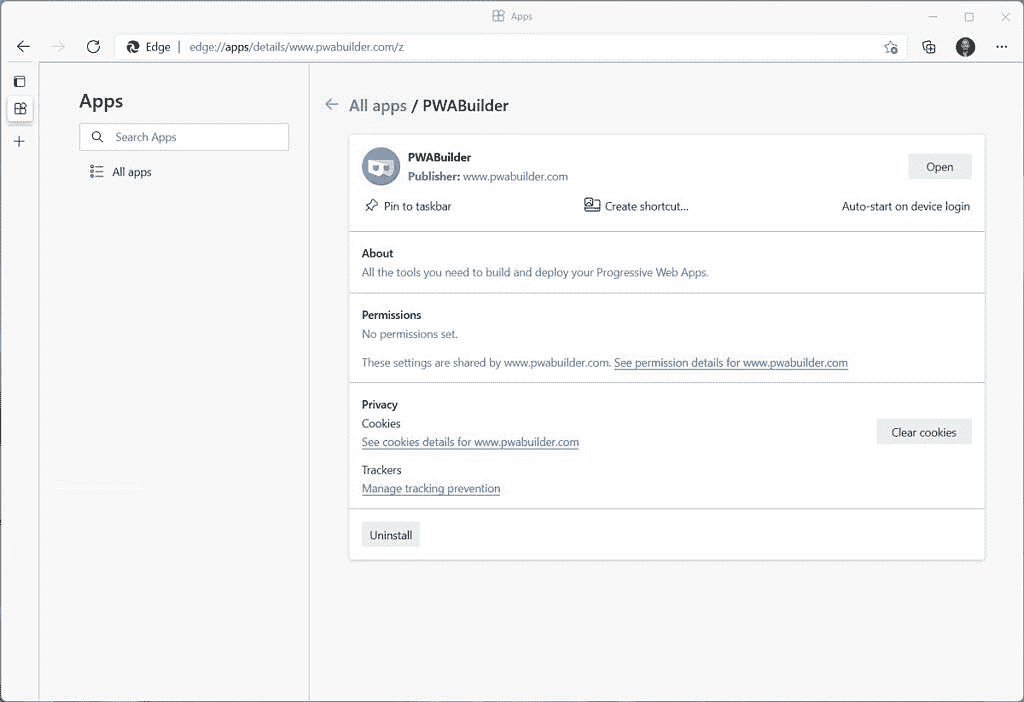 Apps
Edge | edge://apps/details/www.pwabuilder.com/z
Apps
Search Apps
All apps
All apps / PWABuilder
PWABuilder
Publisher: www.pwabuilder.com
Open
Pin to taskbar
Create shortcut...
Auto-start on device login
About
All the tools you need to build and deploy your Progressive Web Apps.
Permissions
No permissions set.
These settings are shared by www.pwabuilder.com. See permission details for www.pwabuilder.com
Privacy
Cookies
See cookies details for www.pwabuilder.com
Clear cookies
Trackers
Manage tracking prevention
Uninstall